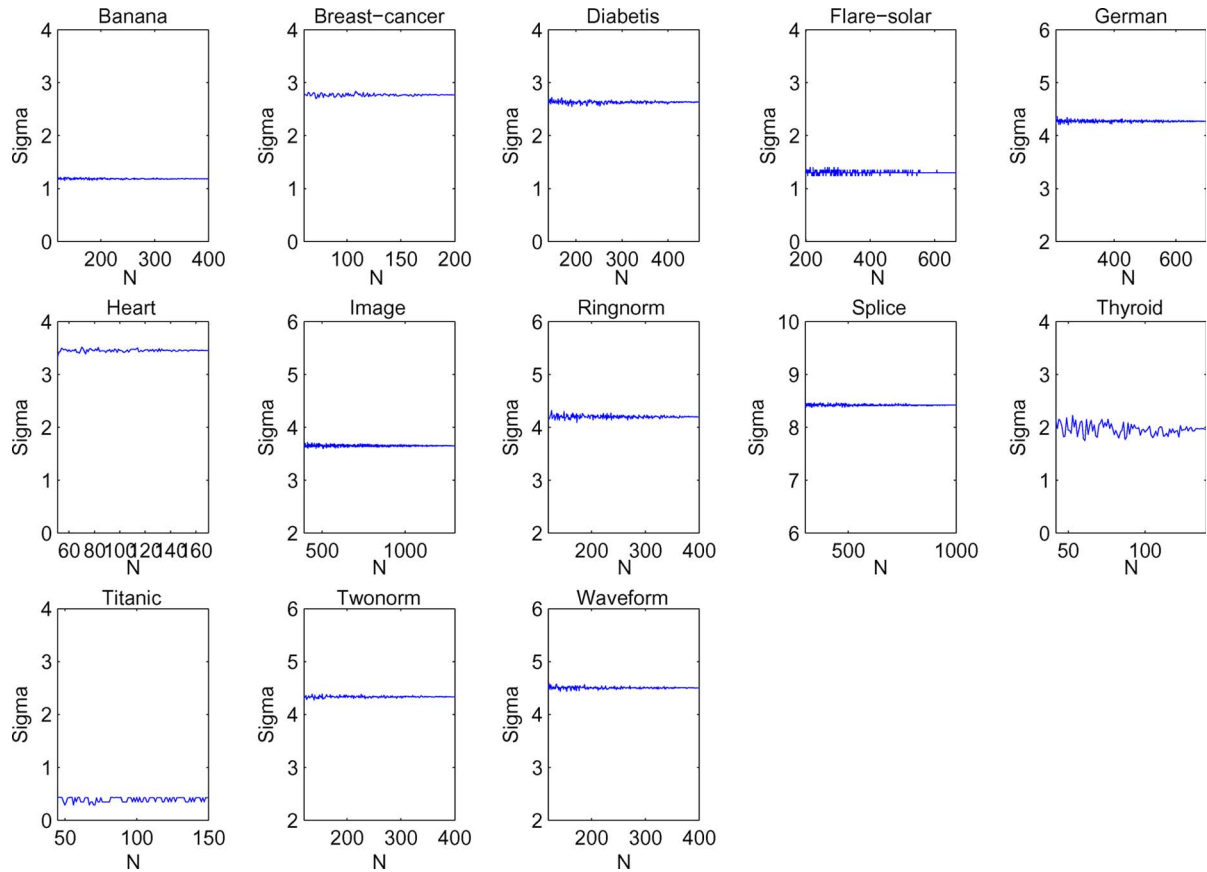 Banana
4
3
2
1
0
Sigma
200 300 400
N
Breast-cancer
4
3
2
1
0
Sigma
100 150 200
N
Diabetis
4
3
2
1
0
Sigma
200 300 400
N
Flare-solar
4
3
2
1
0
Sigma
200 400 600
N
German
6
5
4
3
2
Sigma
400 600
N
Heart
4
3
2
1
0
Sigma
60 80 100 120 140 160
N
Image
6
5
4
3
2
Sigma
500 1000
N
Ringnorm
6
5
4
3
2
Sigma
200 300 400
N
Splice
10
9
8
7
6
Sigma
500 1000
N
Thyroid
4
3
2
1
0
Sigma
50 100
N
Titanic
4
3
2
1
0
Sigma
50 100 150
N
Twonorm
6
5
4
3
2
Sigma
200 300 400
N
Waveform
6
5
4
3
2
Sigma
200 300 400
N